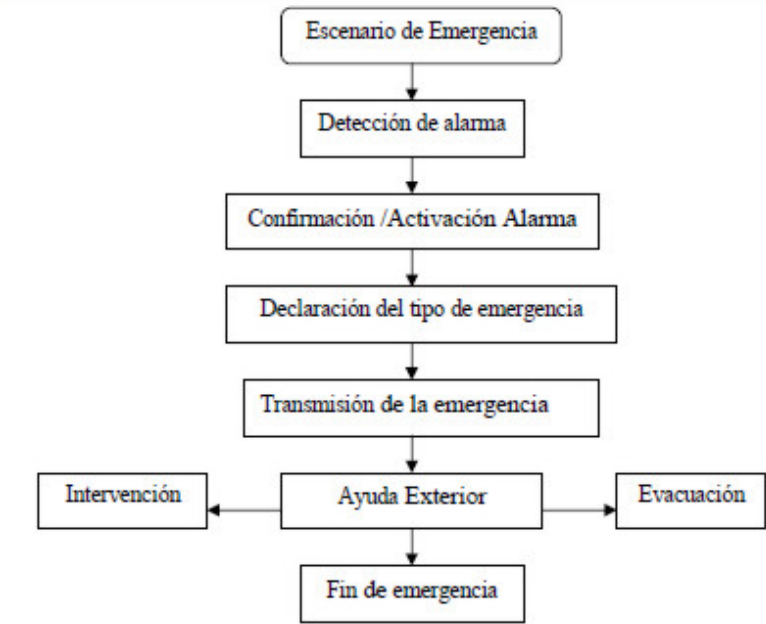 Escenario de Emergencia
Detección de alarma
Confirmación /Activación Alarma
Declaración del tipo de emergencia
Transmisión de la emergencia
Intervención
Ayuda Exterior
Evacuación
Fin de emergencia